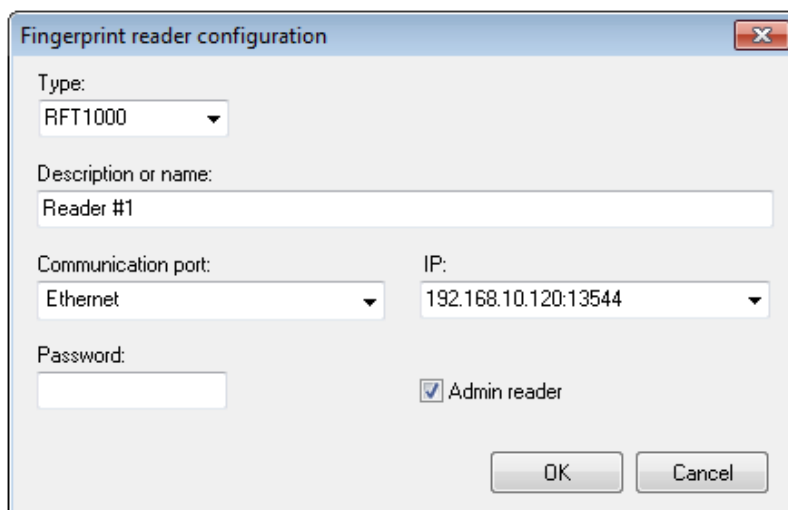 Fingerprint reader configuration
Type:
RFT1000
Description or name:
Reader #1
Communication port:
IP:
Ethernet
192.168.10.120:13544
Password:
Admin reader
OK
Cancel